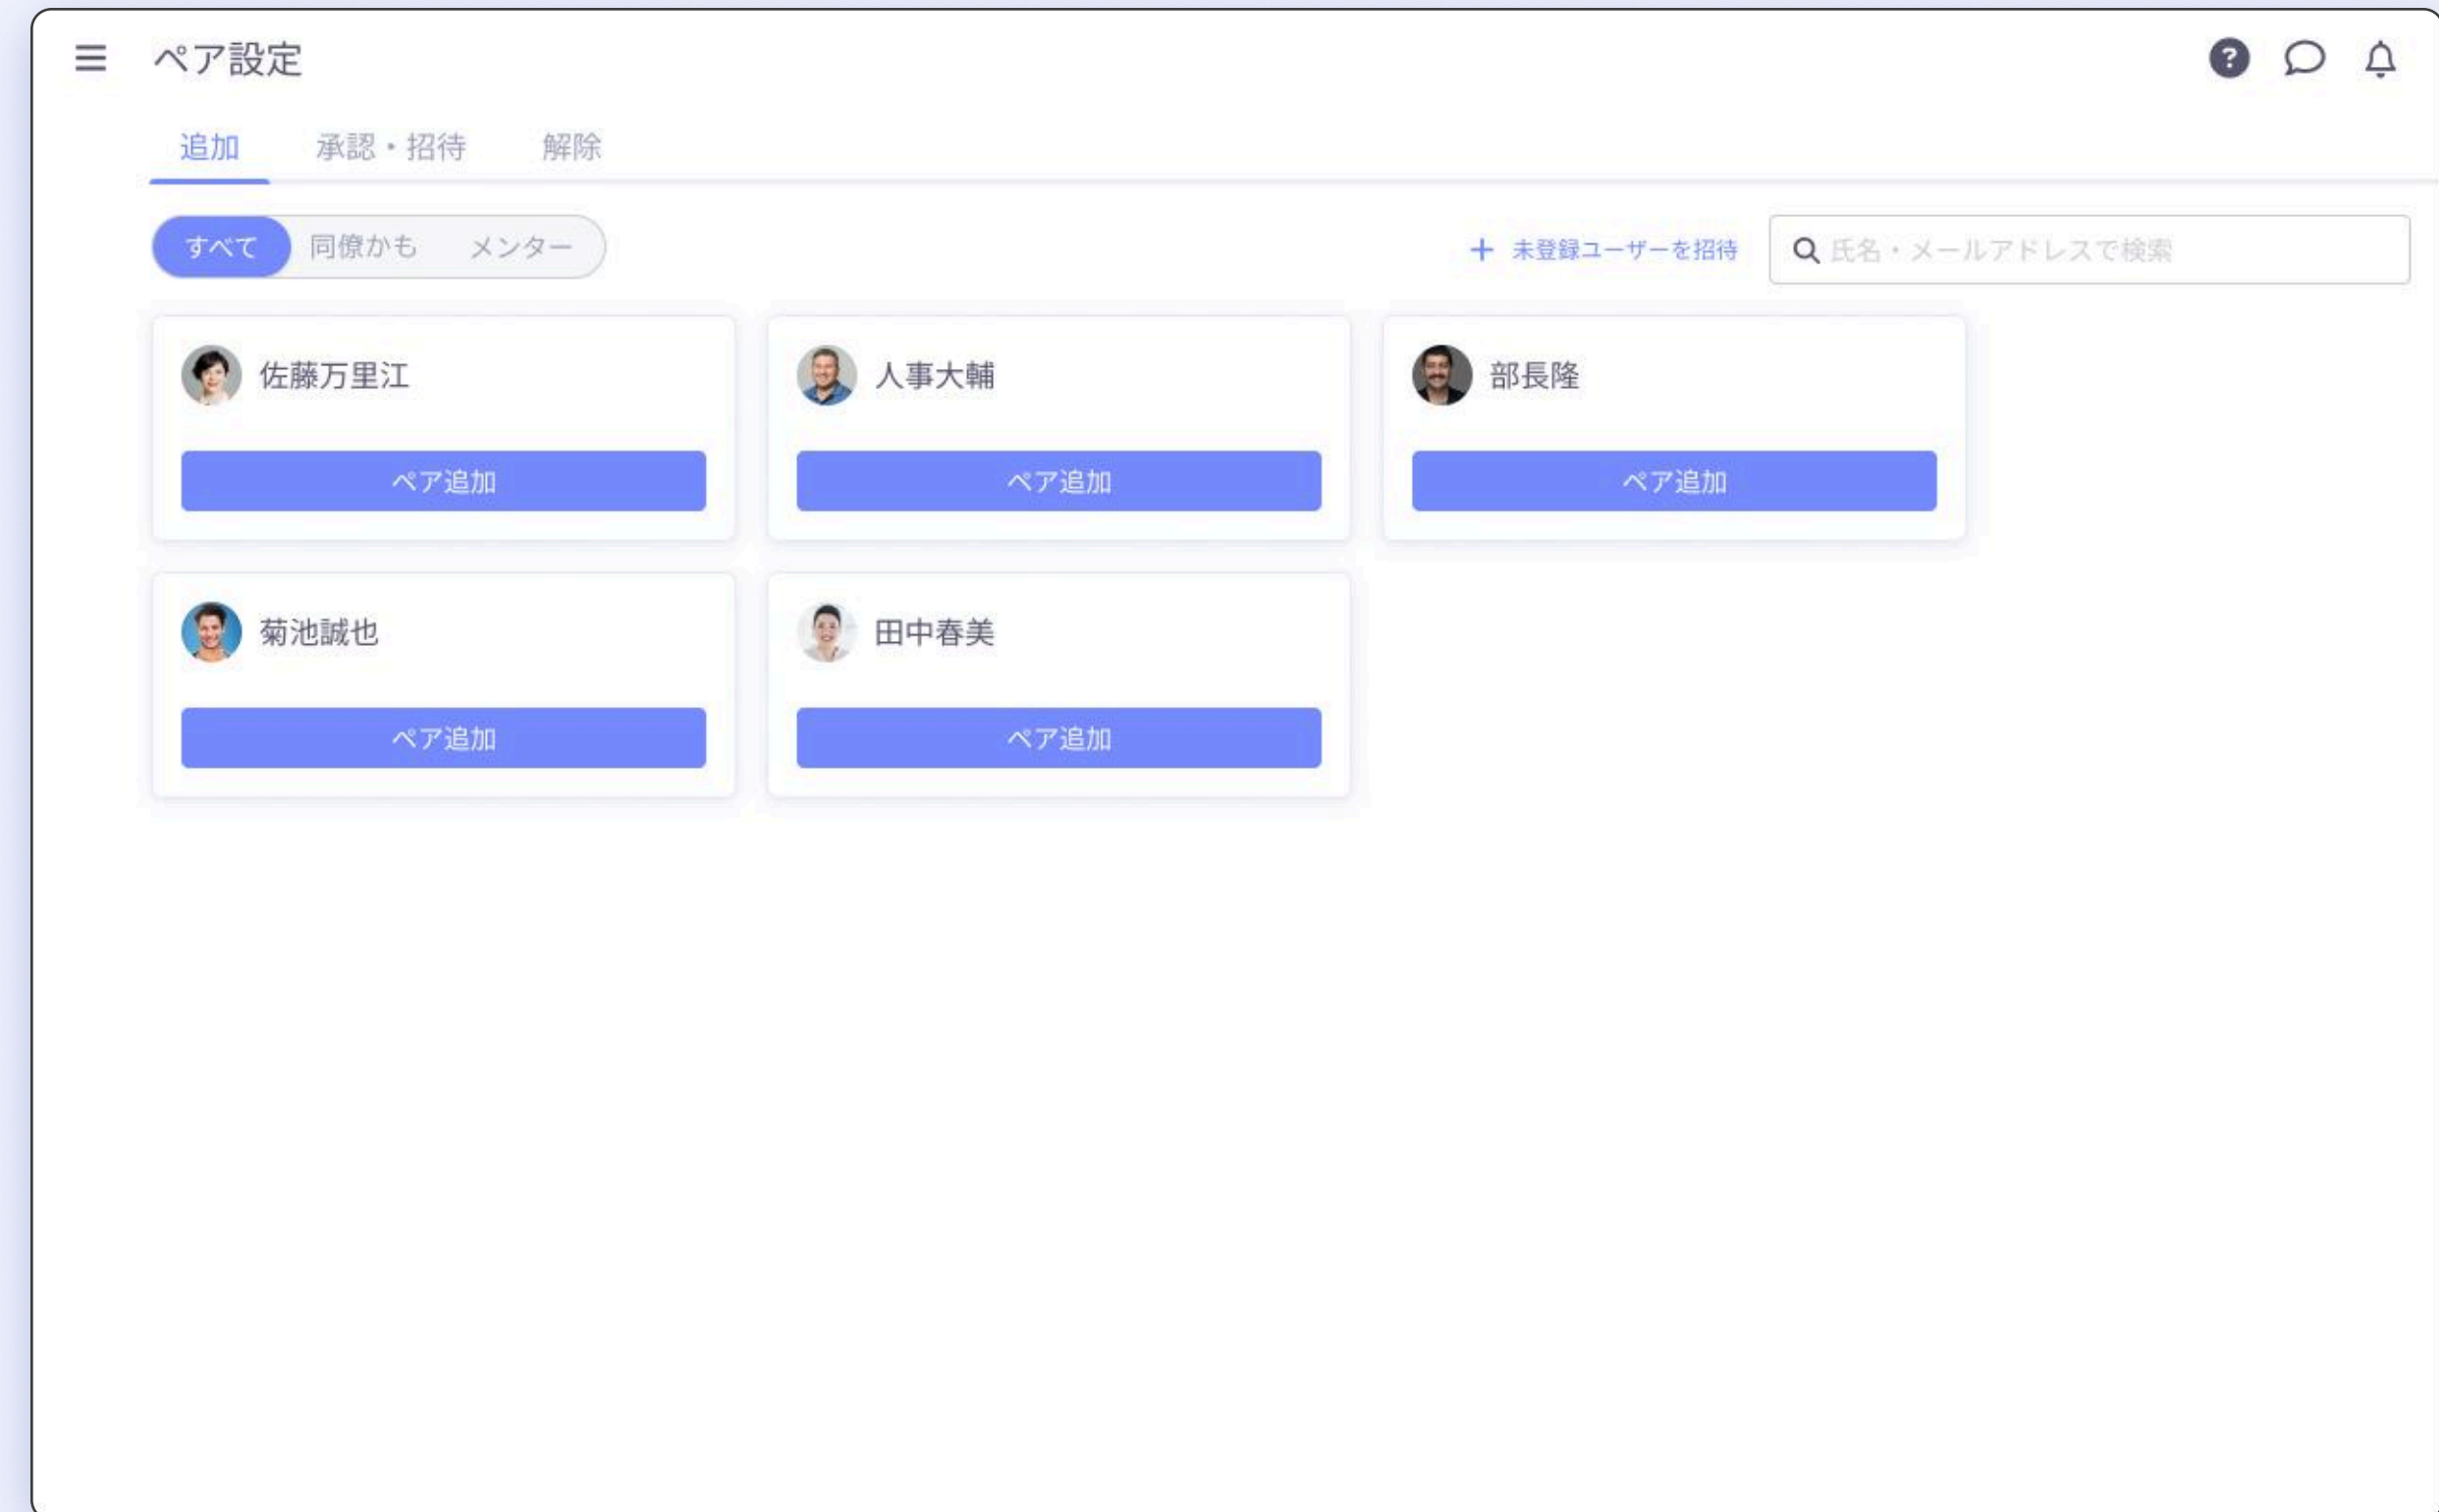 ペア設定
追加 承認・招待 解除
すべて 同僚かも メンター
未登録ユーザーを招待
氏名・メールアドレスで検索
佐藤万里江
ペア追加
人事大輔
ペア追加
部長隆
ペア追加
菊池誠也
ペア追加
田中春美
ペア追加